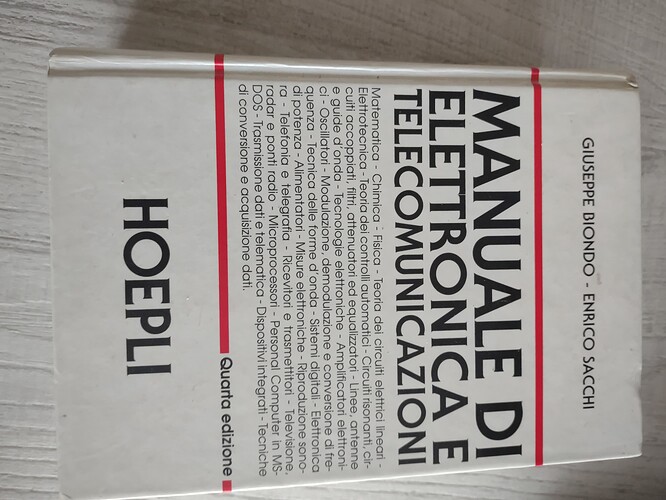 GIUSEPPE BIONDO - ENRICO SACCHI
MANUALE DI
ELETTRONICA E
TELECOMUNICAZIONI
Matematica - Chimica - Fisica - Teoria dei circuiti elettrici lineari -
Elettrotecnica - Teoria dei controlli automatici - Circuiti risonanti, cir-
cuiti accoppiati, filtri, attenuatori ed equalizzatori - Linee, antenne
e guide d'onda - Tecnologie elettroniche - Amplificatori elettroni-
ci - Oscillatori - Modulazione, demodulazione e conversione di fre-
quenza - Tecnica delle forme d'onda - Sistemi digitali - Elettronica
di potenza - Alimentatori - Misure elettroniche - Riproduzione sono-
ra - Telefonia e telegrafia - Ricevitori e trasmettitori - Televisione,
radar e ponti radio - Microprocessori - Personal Computer in MS-
DOS - Trasmissione dati e telematica - Dispositivi integrati - Tecniche
di conversione e acquisizione dati.
Quarta edizione
HOEPLI